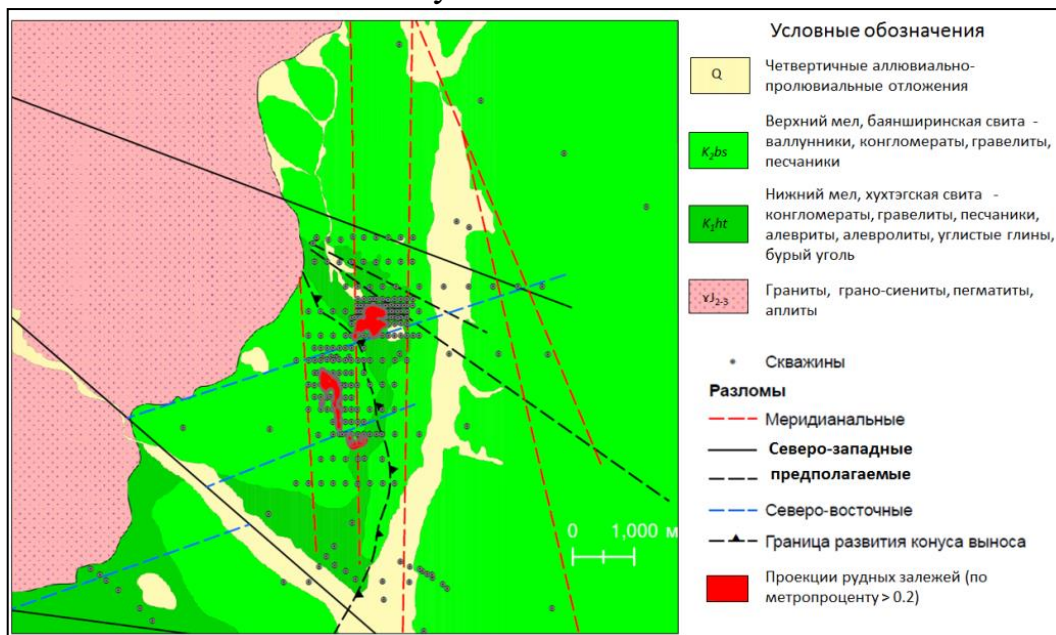 Условные обозначения
Q
Четвертичные аллювиально-
пролювиальные отложения
K₂bs
Верхний мел, баянширинская свита -
валлунники, конгломераты, гравелиты,
песчаники
K₁ht
Нижний мел, хухтэгская свита -
конгломераты, гравелиты, песчаники,
алевриты, алевролиты, углистые глины,
бурый уголь
ɤJ₂₋₃
Граниты, грано-сиениты, пегматиты,
аплиты
Скважины
Разломы
Меридианальные
Северо-западные
предполагаемые
Северо-восточные
Граница развития конуса выноса
Проекции рудных залежей (по
метропроценту > 0.2)
0 1,000 м